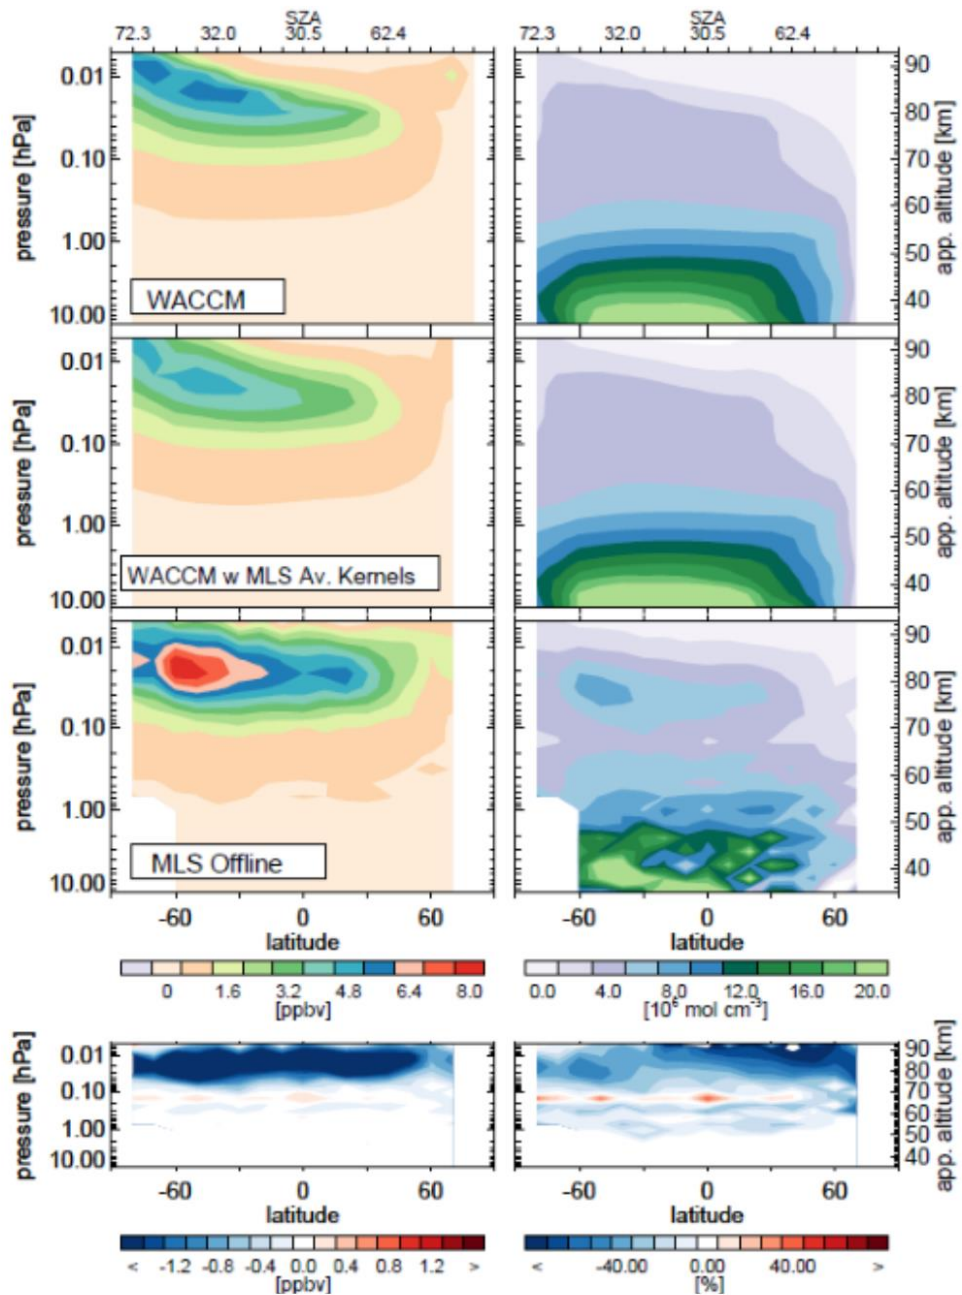 SZA SZA
72.3 32.0 30.5 62.4 72.3 32.0 30.5 62.4
0.01 90
pressure [hPa] 80 app. altitude [km]
0.10 70
60
1.00 50
WACCM 40
10.00
0.01 90
pressure [hPa] 80 app. altitude [km]
0.10 70
60
1.00 50
WACCM w MLS Av. Kernels 40
10.00
0.01 90
pressure [hPa] 80 app. altitude [km]
0.10 70
60
1.00 50
MLS Offline 40
10.00
-60 0 60 -60 0 60
latitude latitude
0 1.6 3.2 4.8 6.4 8.0 0.0 4.0 8.0 12.0 16.0 20.0
[ppbv] [10⁶ mol cm⁻³]
0.01 90
pressure [hPa] 80 app. altitude [km]
0.10 70
60
1.00 50
10.00 40
-60 0 60 -60 0 60
latitude latitude
< -1.2 -0.8 -0.4 0.0 0.4 0.8 1.2 > < -40.00 0.00 40.00 >
[ppbv] [%]